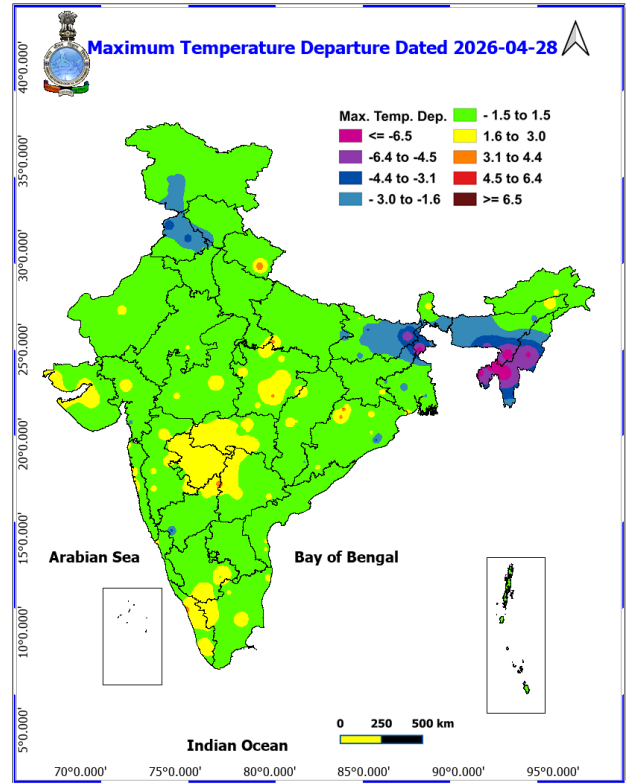 Maximum Temperature Departure Dated 2026-04-28
40°0.000'
35°0.000'
30°0.000'
25°0.000'
20°0.000'
15°0.000'
10°0.000'
5°0.000'
Max. Temp. Dep.
<= -6.5
-6.4 to -4.5
-4.4 to -3.1
- 3.0 to -1.6
- 1.5 to 1.5
1.6 to 3.0
3.1 to 4.4
4.5 to 6.4
>= 6.5
Arabian Sea
Bay of Bengal
0 250 500 km
Indian Ocean
70°0.000' 75°0.000' 80°0.000' 85°0.000' 90°0.000' 95°0.000'